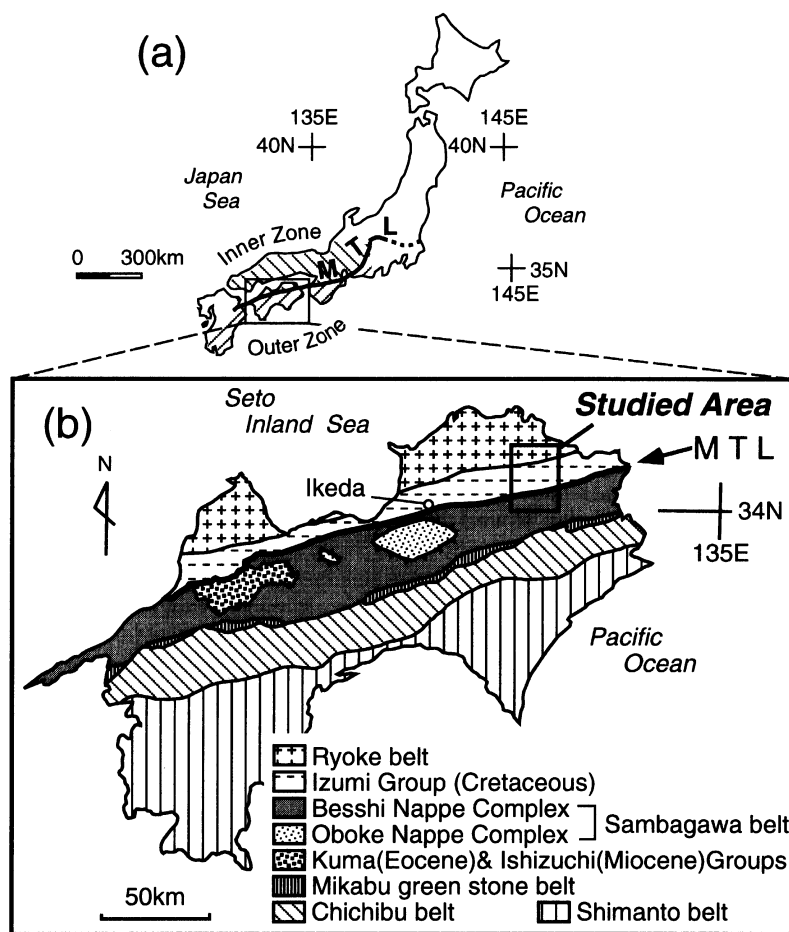 (a)
135E
40N
145E
40N
Japan
Sea
Pacific
Ocean
Inner Zone
M T L
0 300km
35N
145E
Outer Zone
(b)
Seto
Inland Sea
Studied Area
M T L
N
Ikeda
34N
135E
Pacific
Ocean
Ryoke belt
Izumi Group (Cretaceous)
Besshi Nappe Complex
Oboke Nappe Complex
Sambagawa belt
Kuma(Eocene)& Ishizuchi(Miocene)Groups
Mikabu green stone belt
50km
Chichibu belt
Shimanto belt